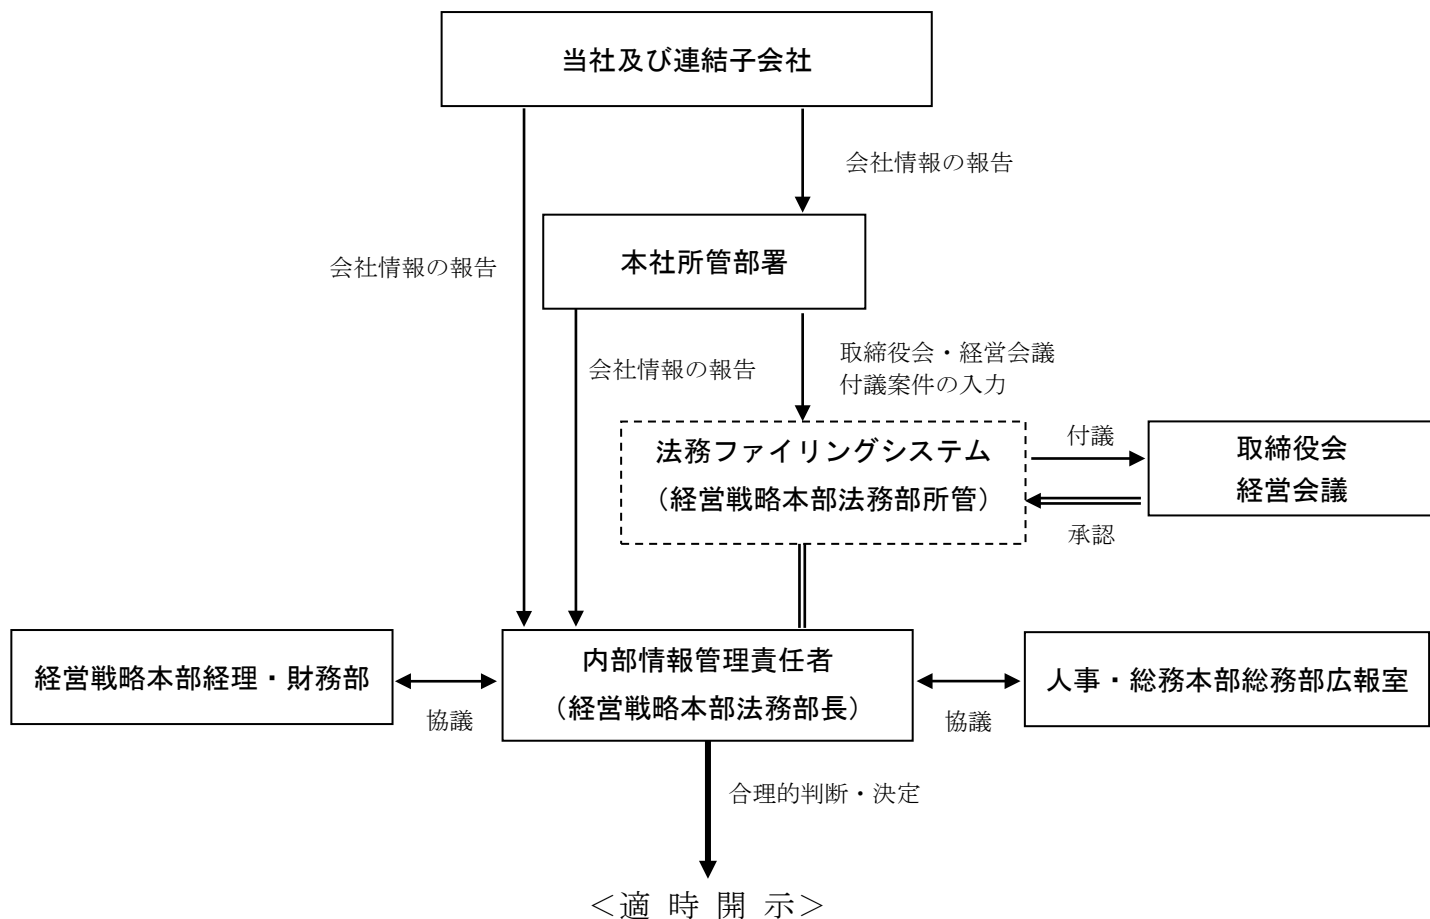 当社及び連結子会社
会社情報の報告
会社情報の報告
本社所管部署
会社情報の報告
取締役会・経営会議
付議案件の入力
法務ファイリングシステム
（経営戦略本部法務部所管）
付議
承認
取締役会
経営会議
経営戦略本部経理・財務部
協議
内部情報管理責任者
（経営戦略本部法務部長）
協議
人事・総務本部総務部広報室
合理的判断・決定
＜適 時 開 示＞